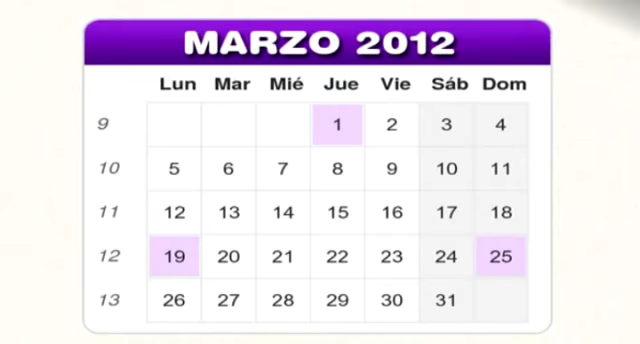 MARZO 2012
Lun Mar Mié Jue Vie Sáb Dom
9 1 2 3 4
10 5 6 7 8 9 10 11
11 12 13 14 15 16 17 18
12 19 20 21 22 23 24 25
13 26 27 28 29 30 31